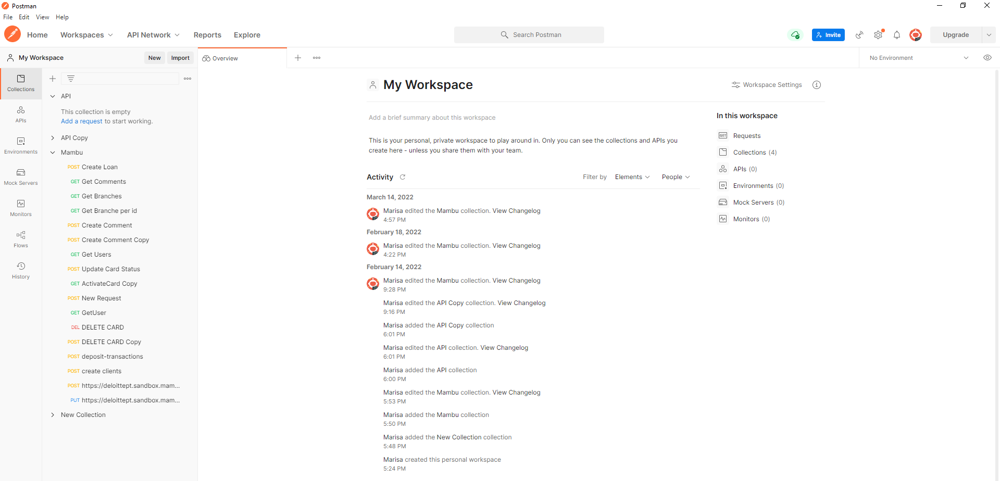 Postman
File Edit View Help
Home Workspaces API Network Reports Explore
Search Postman
Invite
Upgrade
My Workspace
New Import
Overview
No Environment
Collections
APIs
Environments
Mock Servers
Monitors
Flows
History
API
This collection is empty
Add a request to start working.
API Copy
Mambu
POST Create Loan
GET Get Comments
GET Get Branches
GET Get Branche per id
POST Create Comment
POST Create Comment Copy
GET Get Users
POST Update Card Status
GET ActivateCard Copy
POST New Request
GET GetUser
DEL DELETE CARD
POST DELETE CARD Copy
POST deposit-transactions
POST create clients
POST https://deloittept.sandbox.mam...
PUT https://deloittept.sandbox.mam...
New Collection
My Workspace
Workspace Settings
Add a brief summary about this workspace
This is your personal, private workspace to play around in. Only you can see the collections and APIs you
create here - unless you share them with your team.
Activity
Filter by Elements People
March 14, 2022
Marisa edited the Mambu collection. View Changelog
4:57 PM
February 18, 2022
Marisa edited the Mambu collection. View Changelog
4:22 PM
February 14, 2022
Marisa edited the Mambu collection. View Changelog
9:28 PM
Marisa edited the API Copy collection. View Changelog
9:16 PM
Marisa added the API Copy collection
6:01 PM
Marisa edited the API collection. View Changelog
6:01 PM
Marisa added the API collection
6:00 PM
Marisa edited the Mambu collection. View Changelog
5:53 PM
Marisa added the Mambu collection
5:50 PM
Marisa added the New Collection collection
5:48 PM
Marisa created this personal workspace
5:24 PM
In this workspace
GET Requests
Collections (4)
APIs (0)
Environments (0)
Mock Servers (0)
Monitors (0)